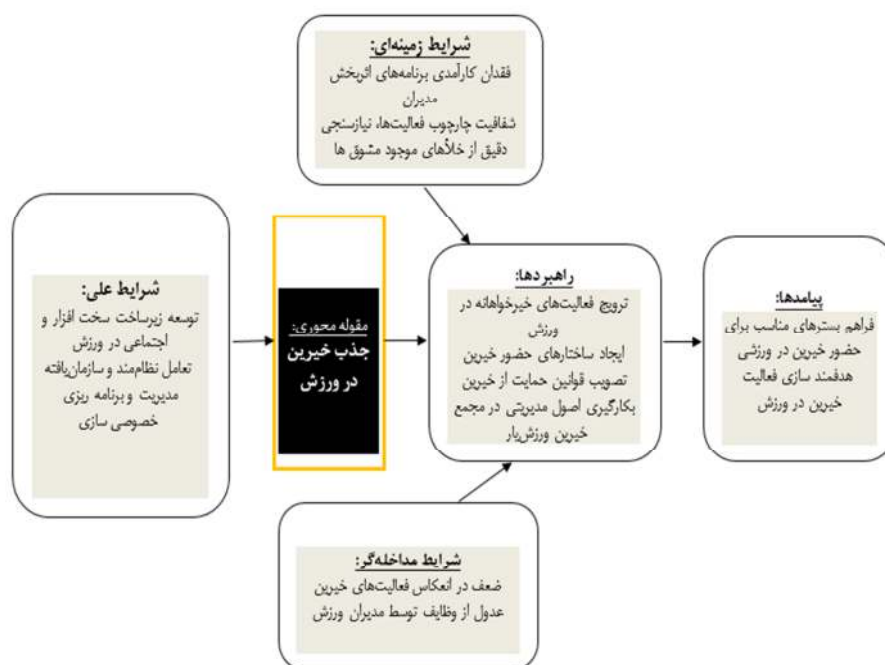 شرایط زمینه‌ای:
فقدان کارآمدی برنامه‌های اثربخش
مدیران
شفافیت چارچوب فعالیت‌ها، نیازسنجی
دقیق از خلأهای موجود مشوق ها
شرایط علی:
توسعه زیرساخت سخت افزار و
اجتماعی در ورزش
تعامل نظام‌مند و سازمان‌یافته
مدیریت و برنامه ریزی
خصوصی سازی
مقوله محوری:
جذب خیرین
در ورزش
راهبردها:
ترویج فعالیت‌های خیرخواهانه در
ورزش
ایجاد ساختارهای حضور خیرین
تصویب قوانین حمایت از خیرین
بکارگیری اصول مدیریتی در مجمع
خیرین ورزش‌یار
پیامدها:
فراهم بسترهای مناسب برای
حضور خیرین در ورزشی
هدفمند سازی فعالیت
خیرین در ورزش
شرایط مداخله‌گر:
ضعف در انعکاس فعالیت‌های خیرین
عدول از وظایف توسط مدیران ورزش